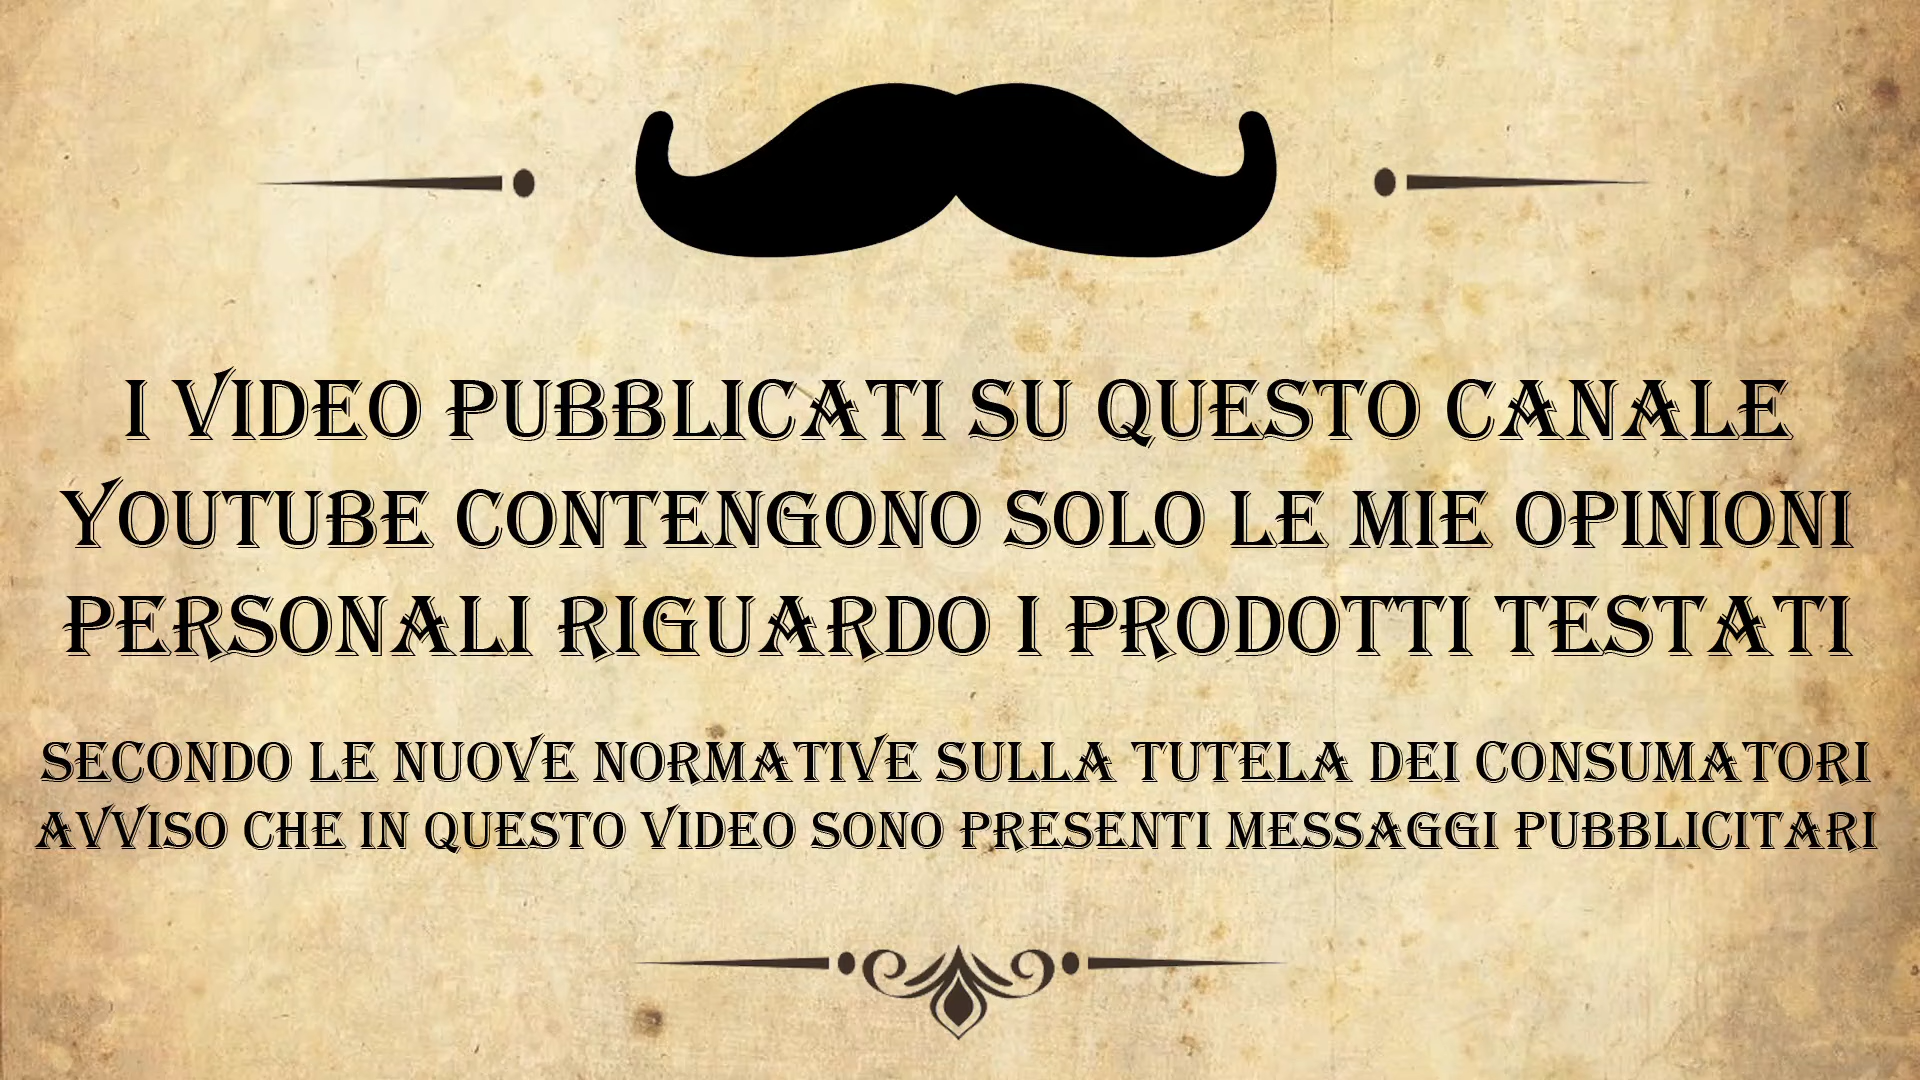 I VIDEO PUBBLICATI SU QUESTO CANALE
YOUTUBE CONTENGONO SOLO LE MIE OPINIONI
PERSONALI RIGUARDO I PRODOTTI TESTATI
SECONDO LE NUOVE NORMATIVE SULLA TUTELA DEI CONSUMATORI
AVVISO CHE IN QUESTO VIDEO SONO PRESENTI MESSAGGI PUBBLICITARI